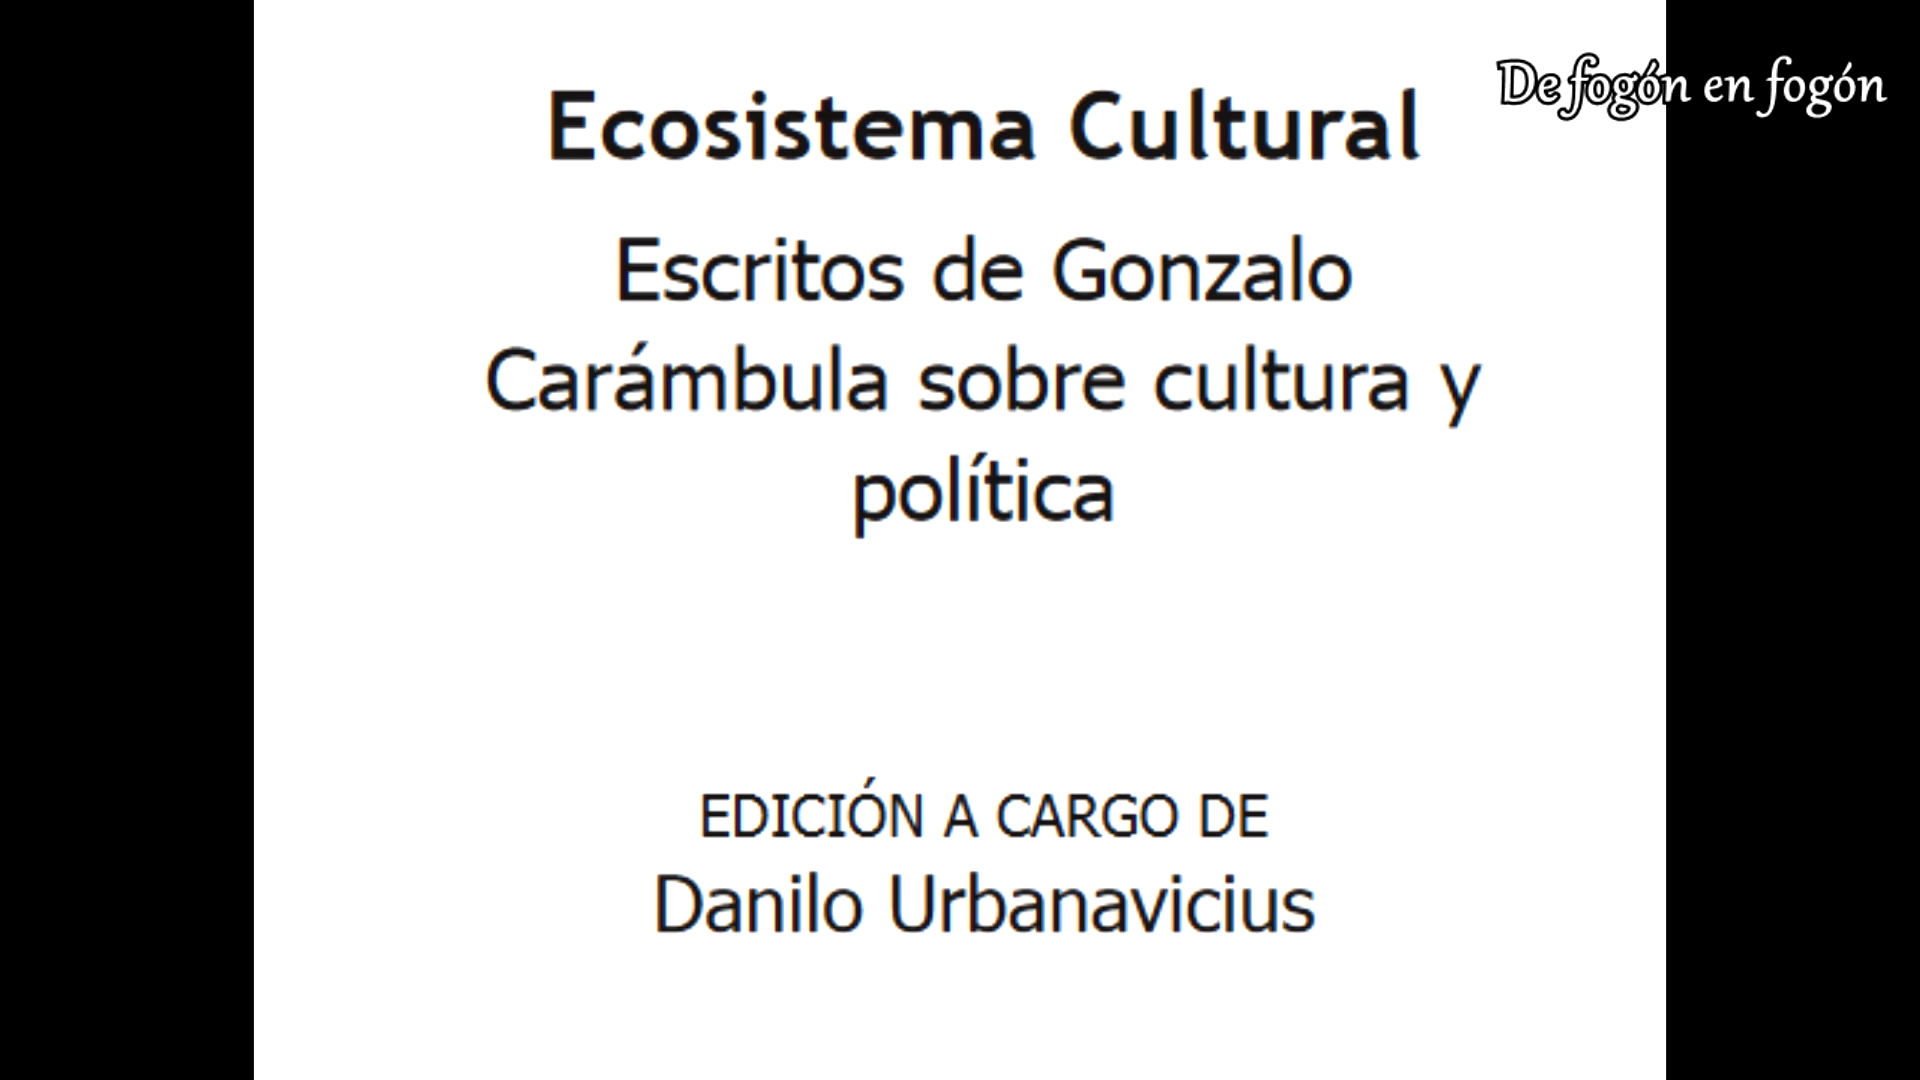 De fogón en fogón
Ecosistema Cultural
Escritos de Gonzalo
Carámbula sobre cultura y
política
EDICIÓN A CARGO DE
Danilo Urbanavicius